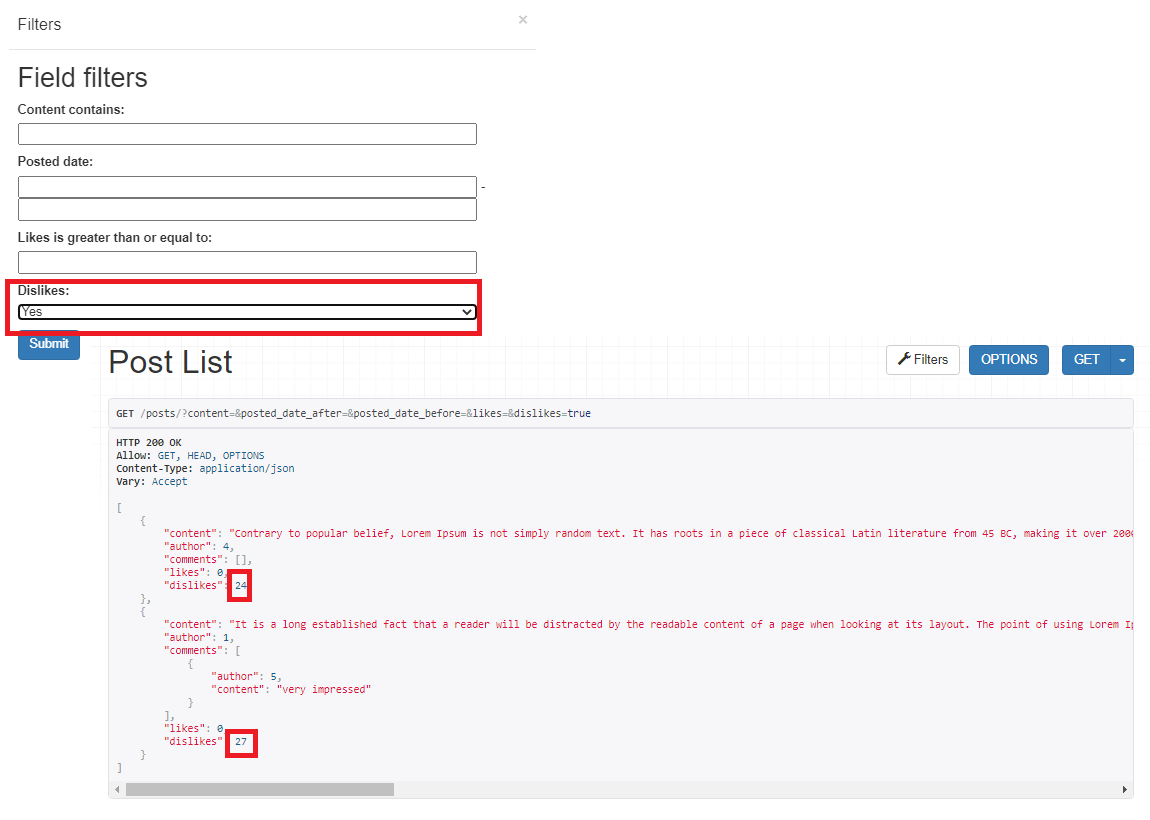 Filters ×
Field filters
Content contains:
Posted date:
-
Likes is greater than or equal to:
Dislikes:
Yes
Submit
Post List
Filters OPTIONS GET
GET /posts/?content=&posted_date_after=&posted_date_before=&likes=&dislikes=true
HTTP 200 OK
Allow: GET, HEAD, OPTIONS
Content-Type: application/json
Vary: Accept
[
{
"content": "Contrary to popular belief, Lorem Ipsum is not simply random text. It has roots in a piece of classical Latin literature from 45 BC, making it over 2000
"author": 4,
"comments": [],
"likes": 0,
"dislikes": 24
},
{
"content": "It is a long established fact that a reader will be distracted by the readable content of a page when looking at its layout. The point of using Lorem
"author": 1,
"comments": [
{
"author": 5,
"content": "very impressed"
}
],
"likes": 0
"dislikes" 27
}
]